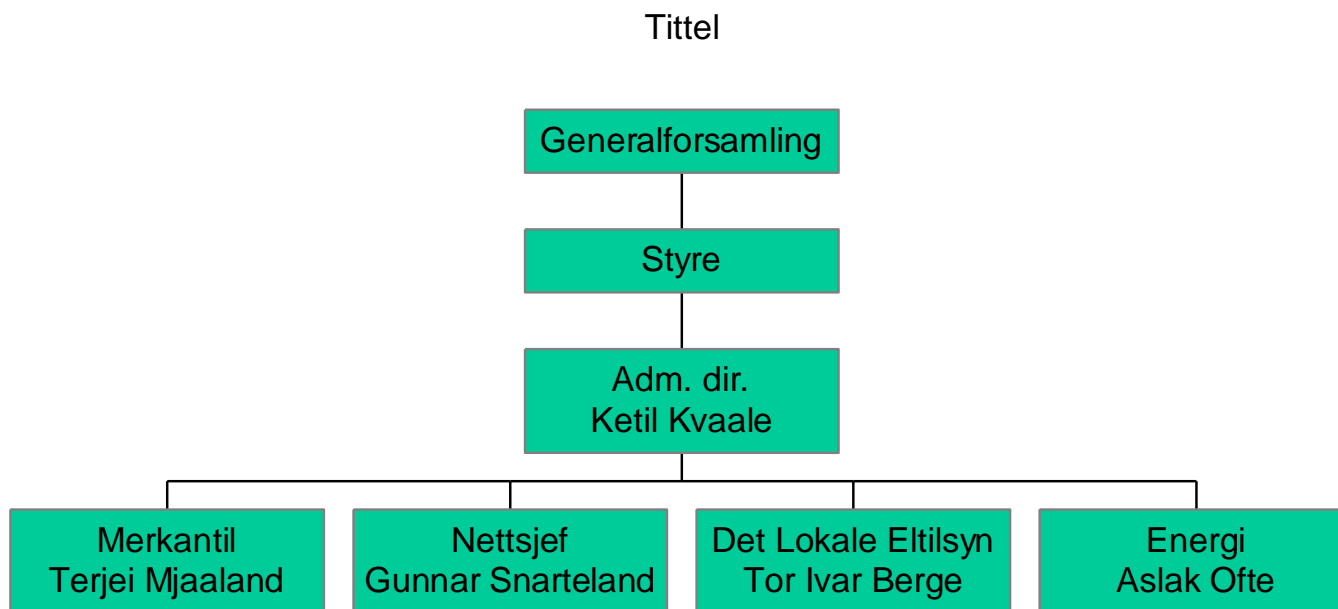 Tittel
Generalforsamling
Styre
Adm. dir.
Ketil Kvaale
Merkantil
Terjei Mjaaland
Nettsjef
Gunnar Snarteland
Det Lokale Eltilsyn
Tor Ivar Berge
Energi
Aslak Ofte